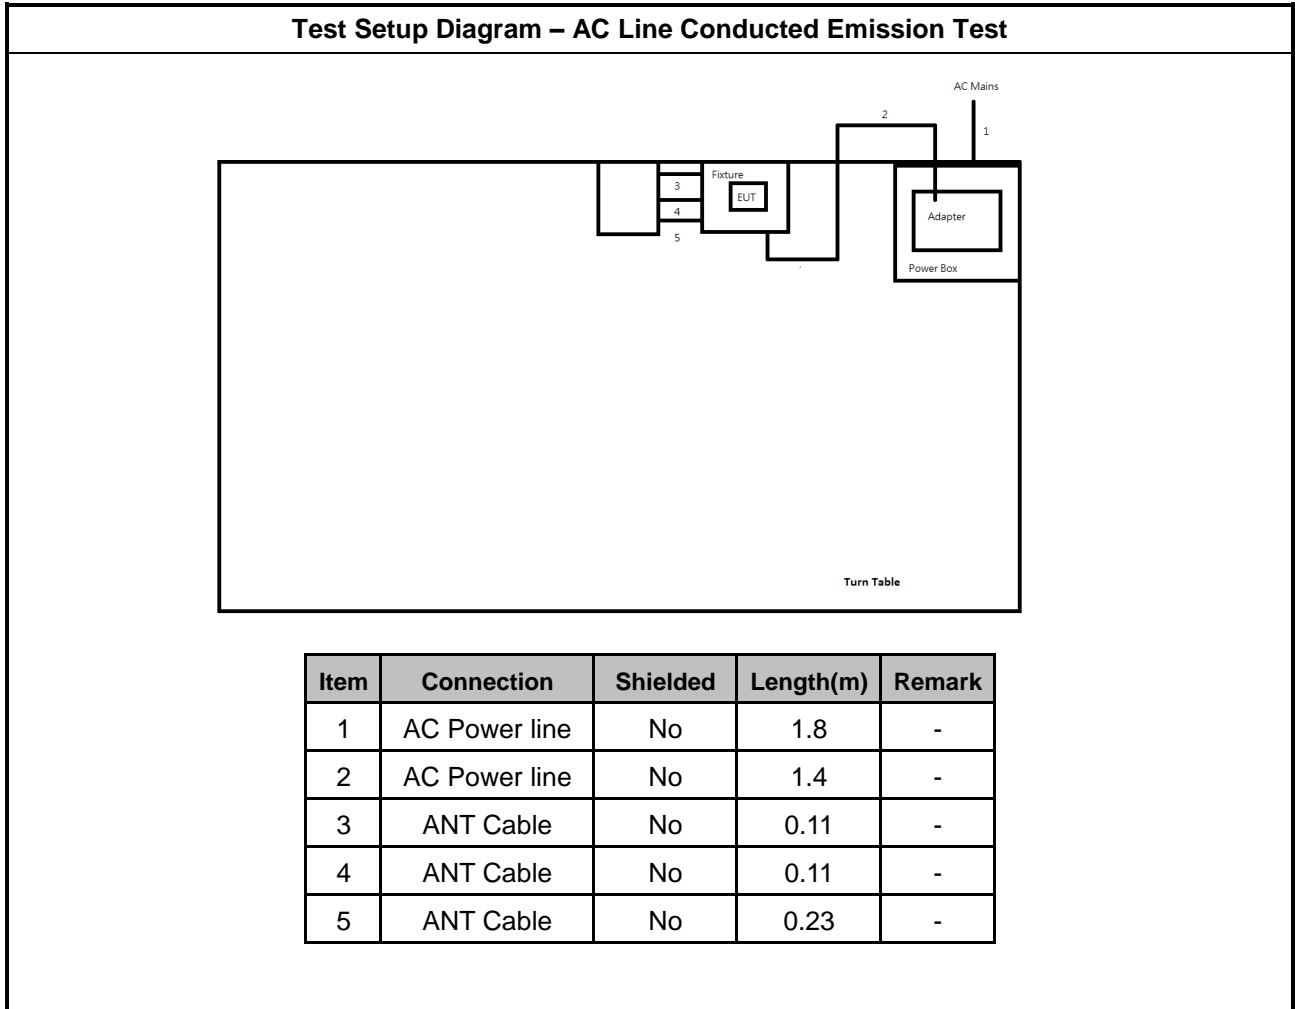 Test Setup Diagram – AC Line Conducted Emission Test
AC Mains
2
1
Fixture
3
EUT
4
Adapter
5
Power Box
Turn Table
Item Connection Shielded Length(m) Remark
1 AC Power line No 1.8 -
2 AC Power line No 1.4 -
3 ANT Cable No 0.11 -
4 ANT Cable No 0.11 -
5 ANT Cable No 0.23 -